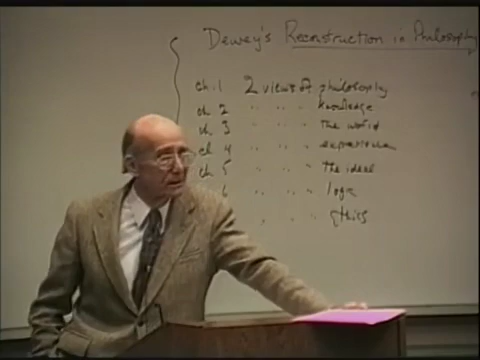 Dewey's Reconstruction in Philosophy
ch. 1 2 views of philosophy
ch 2 " " " knowledge
ch 3 " " " the world
ch 4 " " " experience
ch 5 " " " the ideal
6 " " " logic
" " " ethics